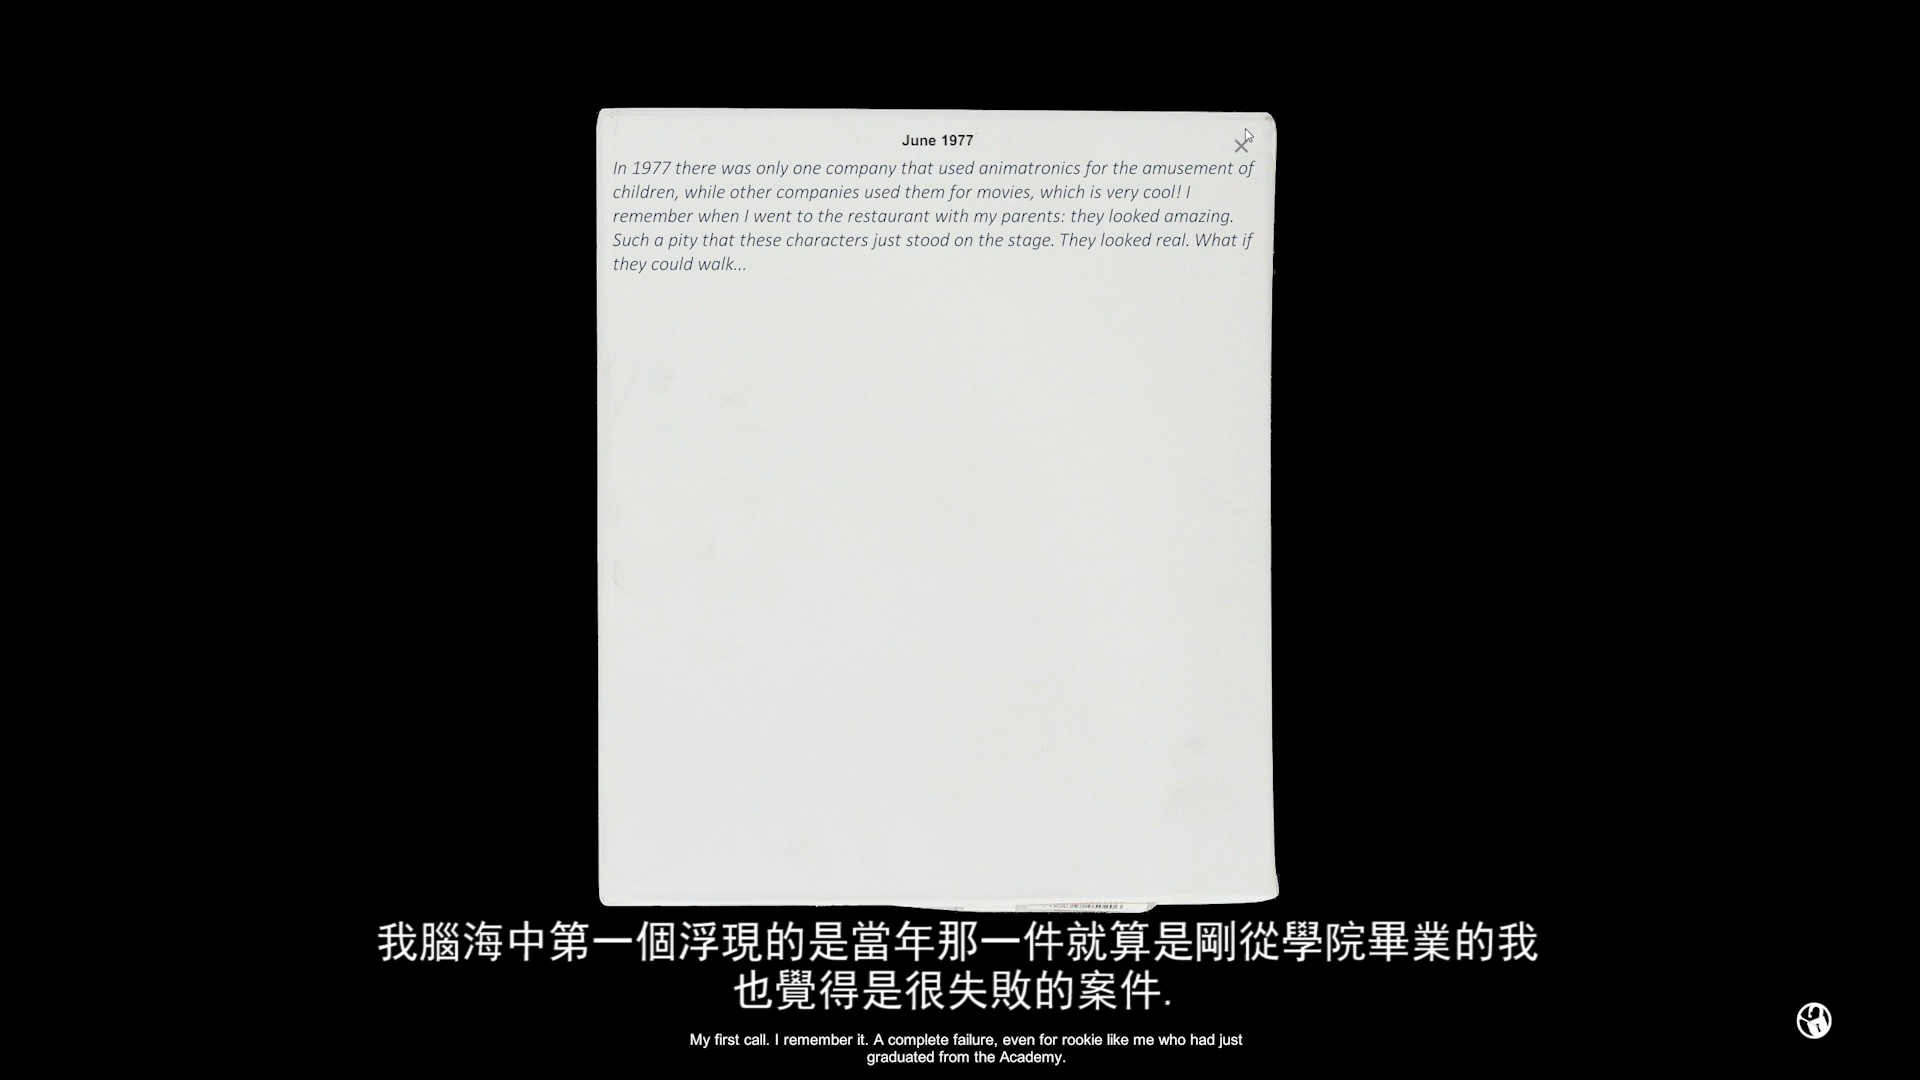 June 1977
In 1977 there was only one company that used animatronics for the amusement of
children, while other companies used them for movies, which is very cool! I
remember when I went to the restaurant with my parents: they looked amazing.
Such a pity that these characters just stood on the stage. They looked real. What if
they could walk...
我腦海中第一個浮現的是當年那一件就算是剛從學院畢業的我
也覺得是很失敗的案件.
My first call. I remember it. A complete failure, even for rookie like me who had just
graduated from the Academy.